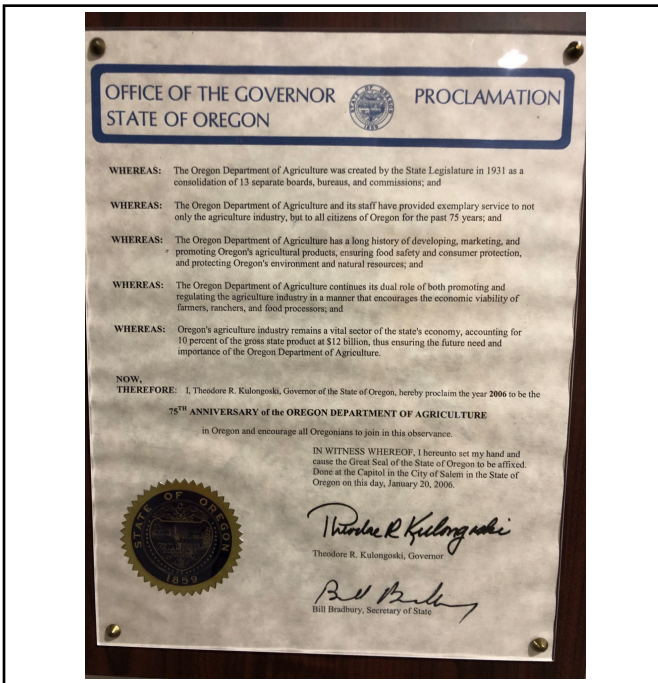 OFFICE OF THE GOVERNOR
STATE OF OREGON
PROCLAMATION
STATE OF OREGON
1859
WHEREAS: The Oregon Department of Agriculture was created by the State Legislature in 1931 as a
consolidation of 13 separate boards, bureaus, and commissions; and
WHEREAS: The Oregon Department of Agriculture and its staff have provided exemplary service to not
only the agriculture industry, but to all citizens of Oregon for the past 75 years; and
WHEREAS: The Oregon Department of Agriculture has a long history of developing, marketing, and
promoting Oregon's agricultural products, ensuring food safety and consumer protection,
and protecting Oregon's environment and natural resources; and
WHEREAS: The Oregon Department of Agriculture continues its dual role of both promoting and
regulating the agriculture industry in a manner that encourages the economic viability of
farmers, ranchers, and food processors; and
WHEREAS: Oregon's agriculture industry remains a vital sector of the state's economy, accounting for
10 percent of the gross state product at $12 billion, thus ensuring the future need and
importance of the Oregon Department of Agriculture.
NOW,
THEREFORE: I, Theodore R. Kulongoski, Governor of the State of Oregon, hereby proclaim the year 2006 to be the
75TH ANNIVERSARY of the OREGON DEPARTMENT OF AGRICULTURE
in Oregon and encourage all Oregonians to join in this observance.
IN WITNESS WHEREOF, I hereunto set my hand and
cause the Great Seal of the State of Oregon to be affixed.
Done at the Capitol in the City of Salem in the State of
Oregon on this day, January 20, 2006.
Theodore R Kulongoski
Theodore R. Kulongoski, Governor
Bill Bradbury
Bill Bradbury, Secretary of State
STATE OF OREGON
1859